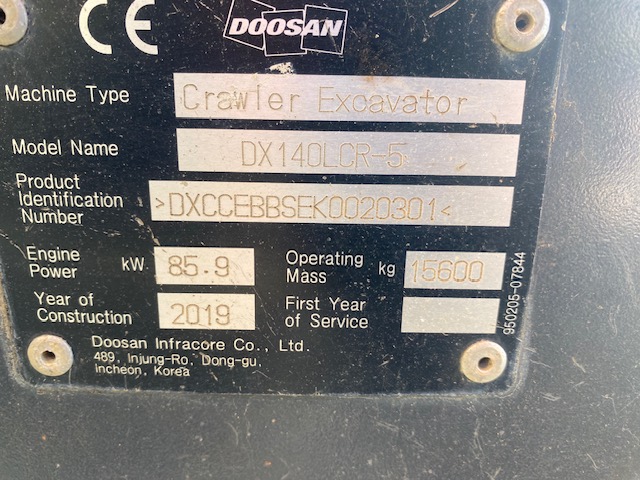 CE DOOSAN
Machine Type Crawler Excavator
Model Name DX140LCR-5
Product
Identification >DXCCEBBSEK0020301<
Number
Engine
Power kW 85.9 Operating
Mass kg 15600
Year of
Construction 2019 First Year
of Service
Doosan Infracore Co., Ltd.
489, Injung-Ro, Dong-gu,
Incheon, Korea
950205-07844